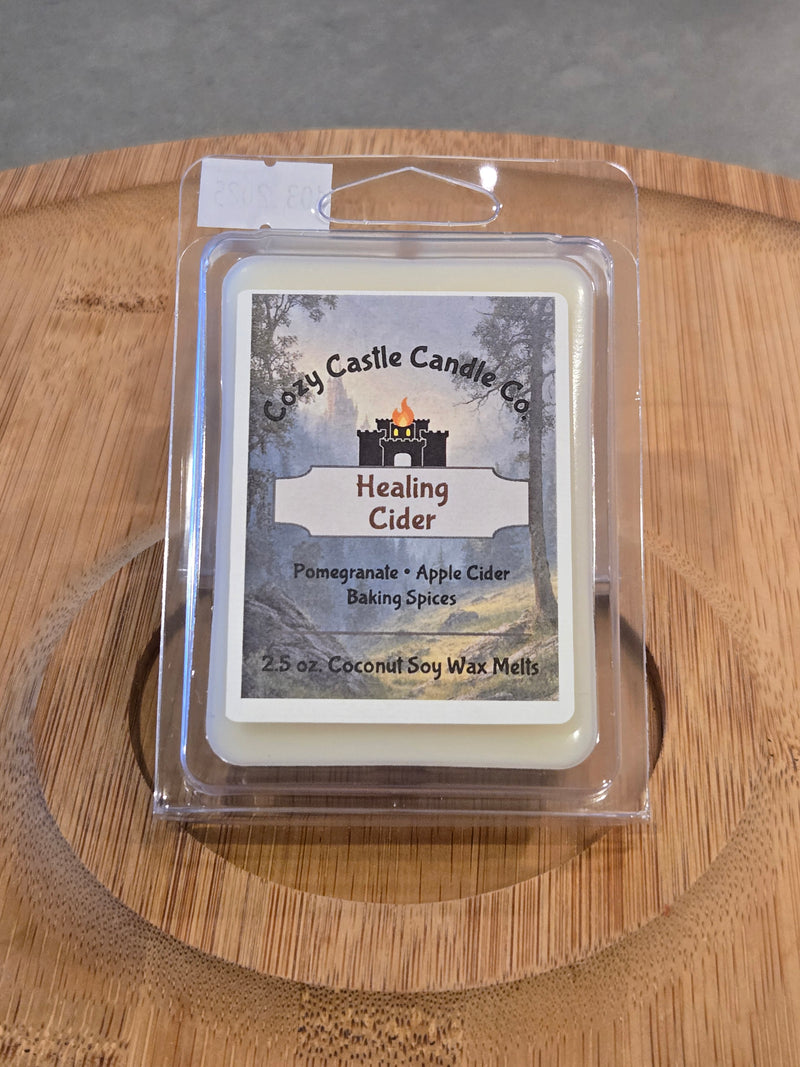 Cozy Castle Candle Co.
Healing
Cider
Pomegranate • Apple Cider
Baking Spices
2.5 oz. Coconut Soy Wax Melts